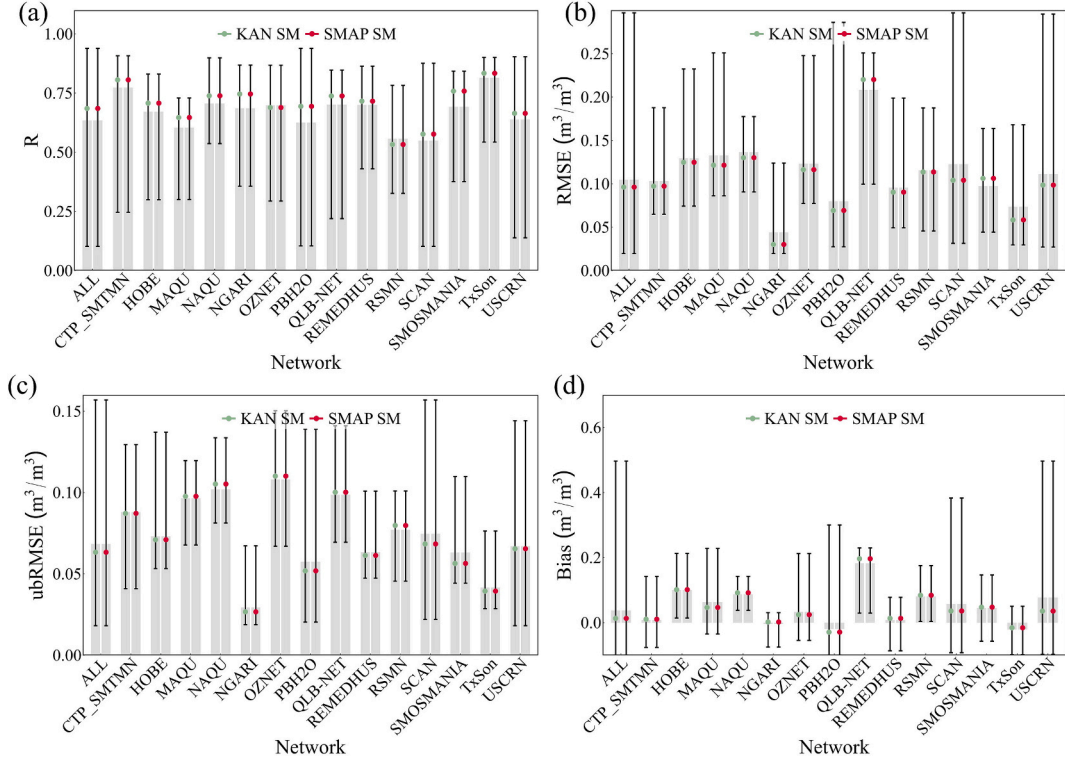 (a)
KAN SM SMAP SM
1.00
0.75
0.50
0.25
0.00
R
ALL CTP_SMTMN HOBE MAQU NAQU NGARI OZNET PBH2O QLB-NET REMEDHUS RSMN SCAN SMOSMANIA TxSon USCRN
Network
(b)
KAN SM SMAP SM
0.25
0.20
0.15
0.10
0.05
0.00
RMSE (m³/m³)
ALL CTP_SMTMN HOBE MAQU NAQU NGARI OZNET PBH2O QLB-NET REMEDHUS RSMN SCAN SMOSMANIA TxSon USCRN
Network
(c)
KAN SM SMAP SM
0.15
0.10
0.05
0.00
ubRMSE (m³/m³)
ALL CTP_SMTMN HOBE MAQU NAQU NGARI OZNET PBH2O QLB-NET REMEDHUS RSMN SCAN SMOSMANIA TxSon USCRN
Network
(d)
KAN SM SMAP SM
0.6
0.4
0.2
0.0
Bias (m³/m³)
ALL CTP_SMTMN HOBE MAQU NAQU NGARI OZNET PBH2O QLB-NET REMEDHUS RSMN SCAN SMOSMANIA TxSon USCRN
Network